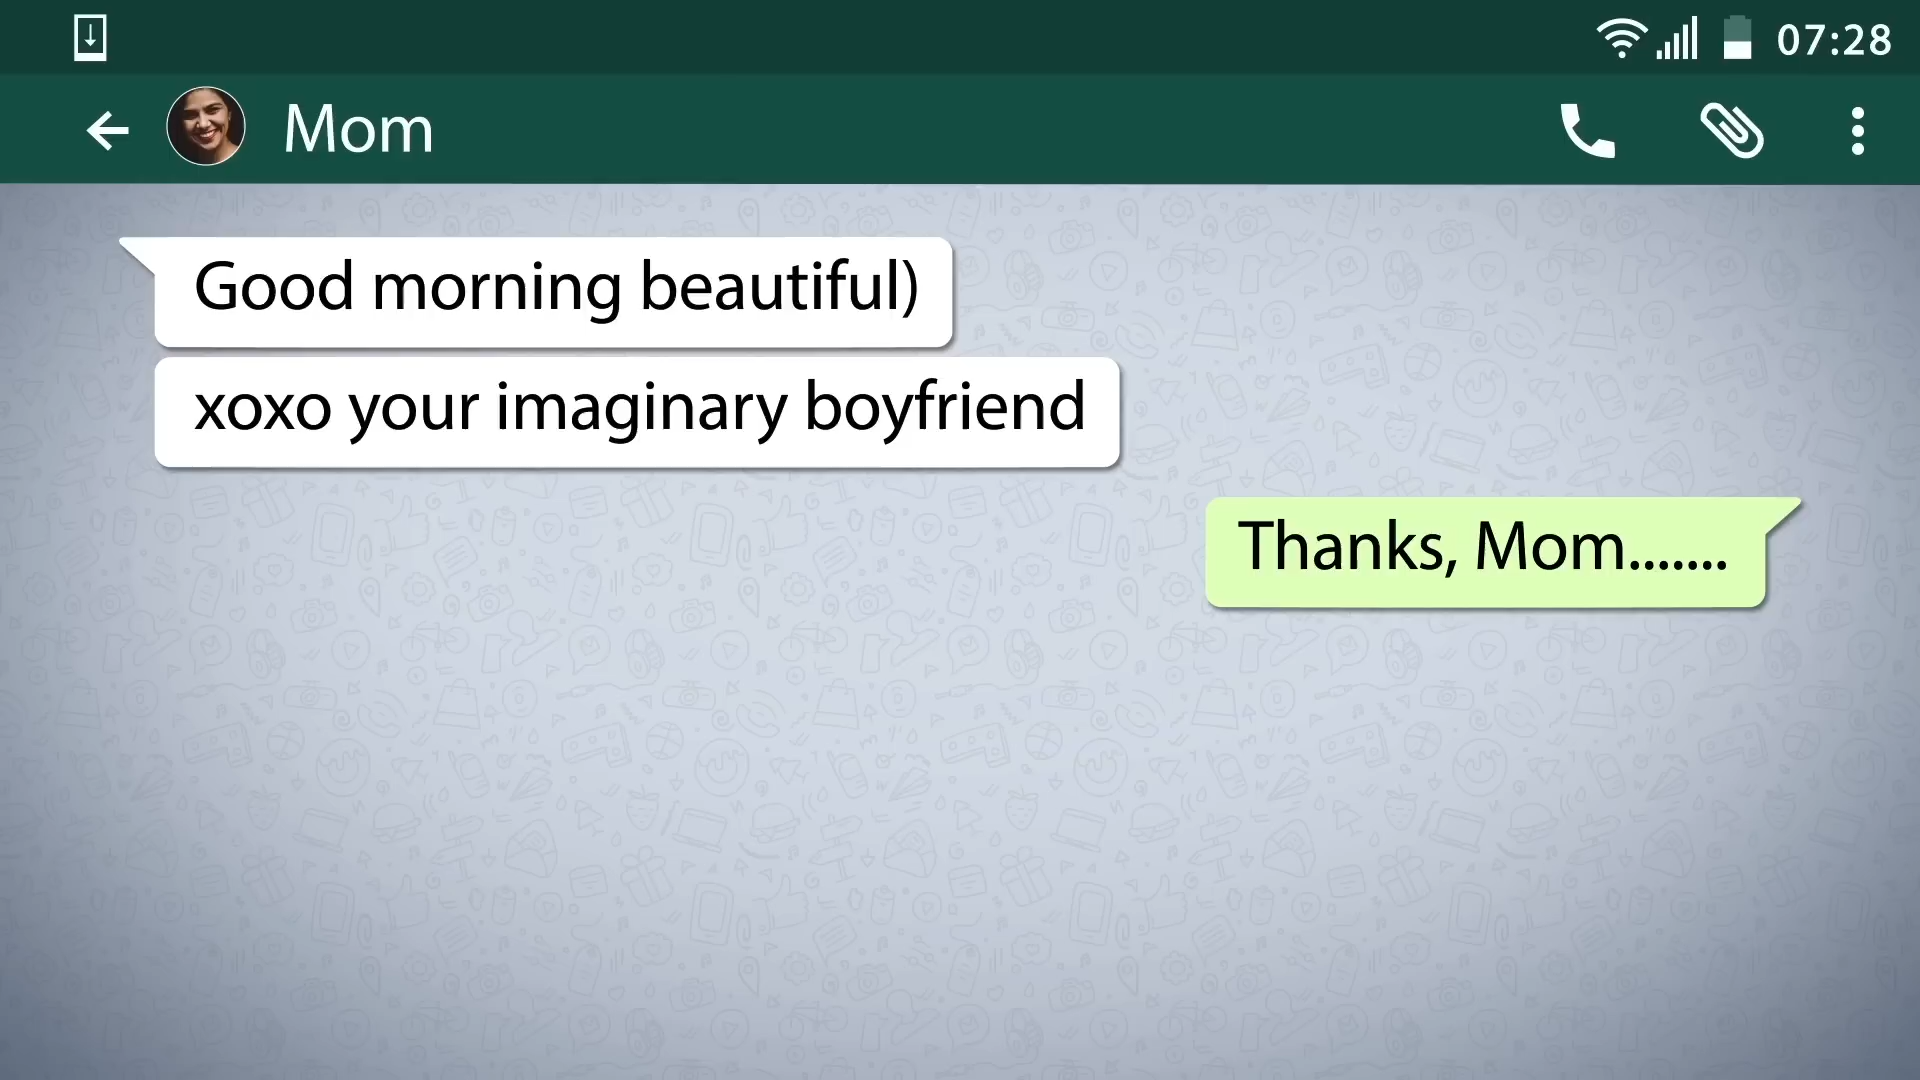 07:28
Mom
Good morning beautiful)
xoxo your imaginary boyfriend
Thanks, Mom.......